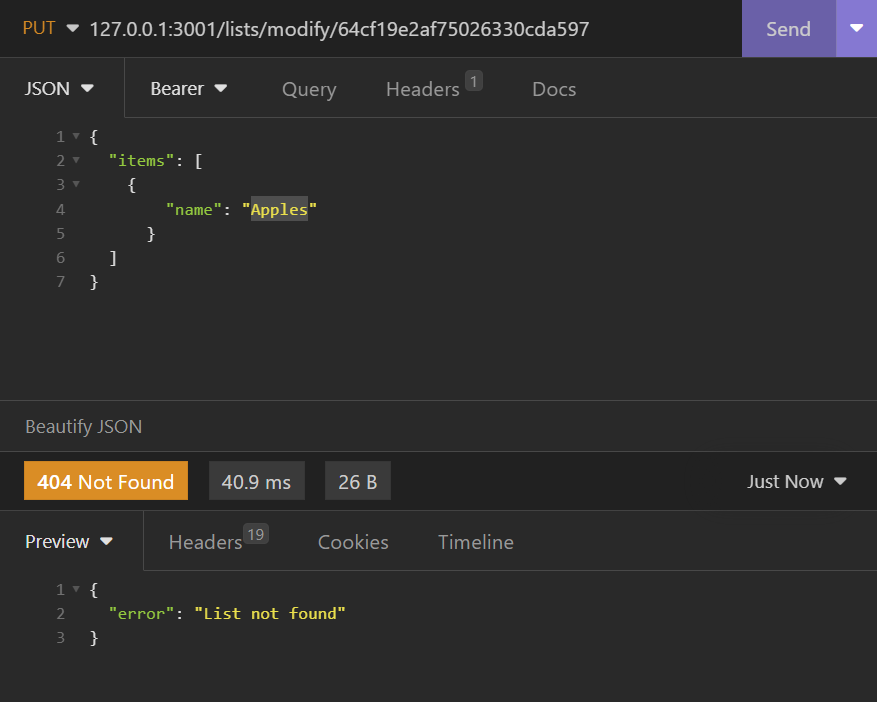 PUT 127.0.0.1:3001/lists/modify/64cf19e2af75026330cda597 Send
JSON Bearer Query Headers 1 Docs
1 {
2 "items": [
3 {
4 "name": "Apples"
5 }
6 ]
7 }
Beautify JSON
404 Not Found 40.9 ms 26 B Just Now
Preview Headers 19 Cookies Timeline
1 {
2 "error": "List not found"
3 }